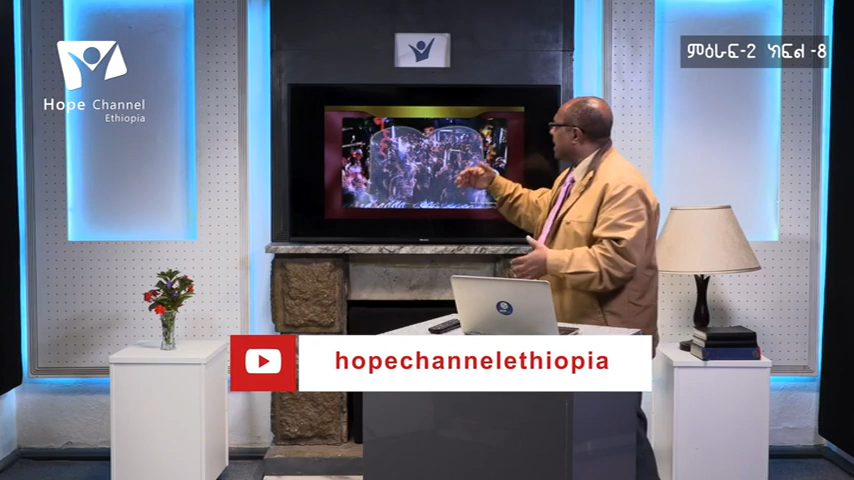 Hope Channel
Ethiopia
ምዕራፍ-2 ክፍል -8
hopechannelethiopia